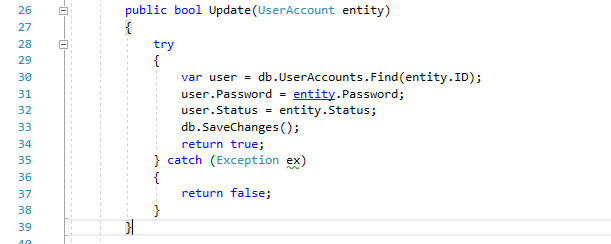 26 public bool Update(UserAccount entity)
27 {
28 try
29 {
30 var user = db.UserAccounts.Find(entity.ID);
31 user.Password = entity.Password;
32 user.Status = entity.Status;
33 db.SaveChanges();
34 return true;
35 } catch (Exception ex)
36 {
37 return false;
38 }
39 }